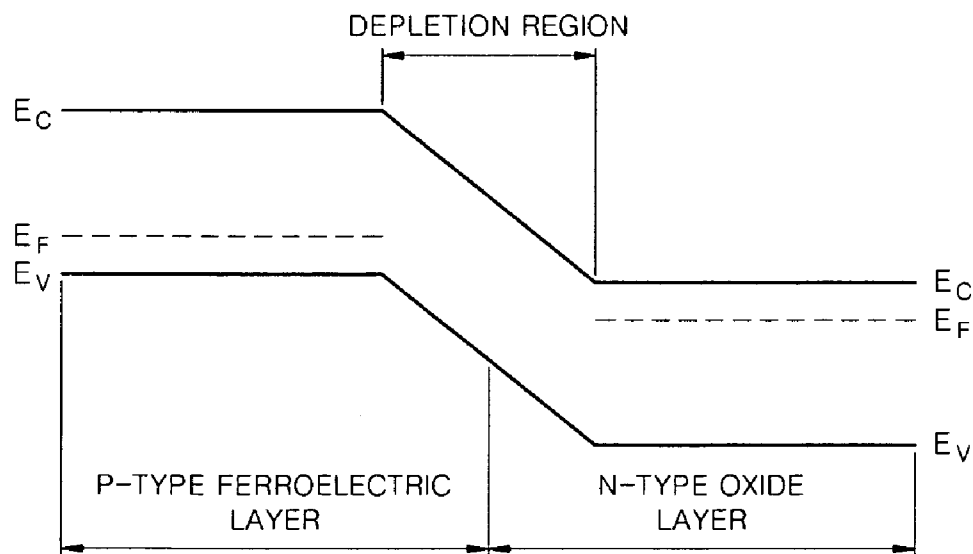 DEPLETION REGION
E_C
E_F
E_V
E_C
E_F
E_V
P-TYPE FERROELECTRIC
LAYER
N-TYPE OXIDE
LAYER